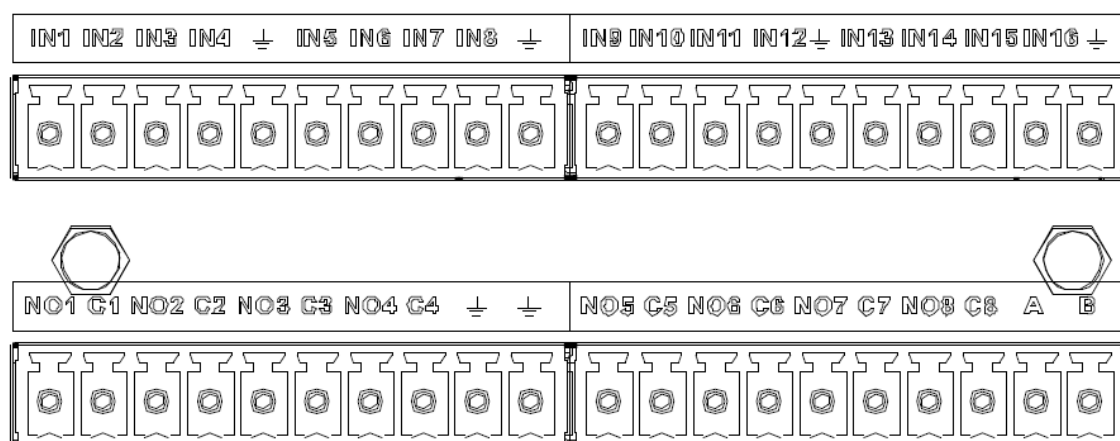 IN1 IN2 IN3 IN4 ⏚ IN5 IN6 IN7 IN8 ⏚ IN9 IN10 IN11 IN12 ⏚ IN13 IN14 IN15 IN16 ⏚
NO1 C1 NO2 C2 NO3 C3 NO4 C4 ⏚ ⏚ NO5 C5 NO6 C6 NO7 C7 NO8 C8 A B